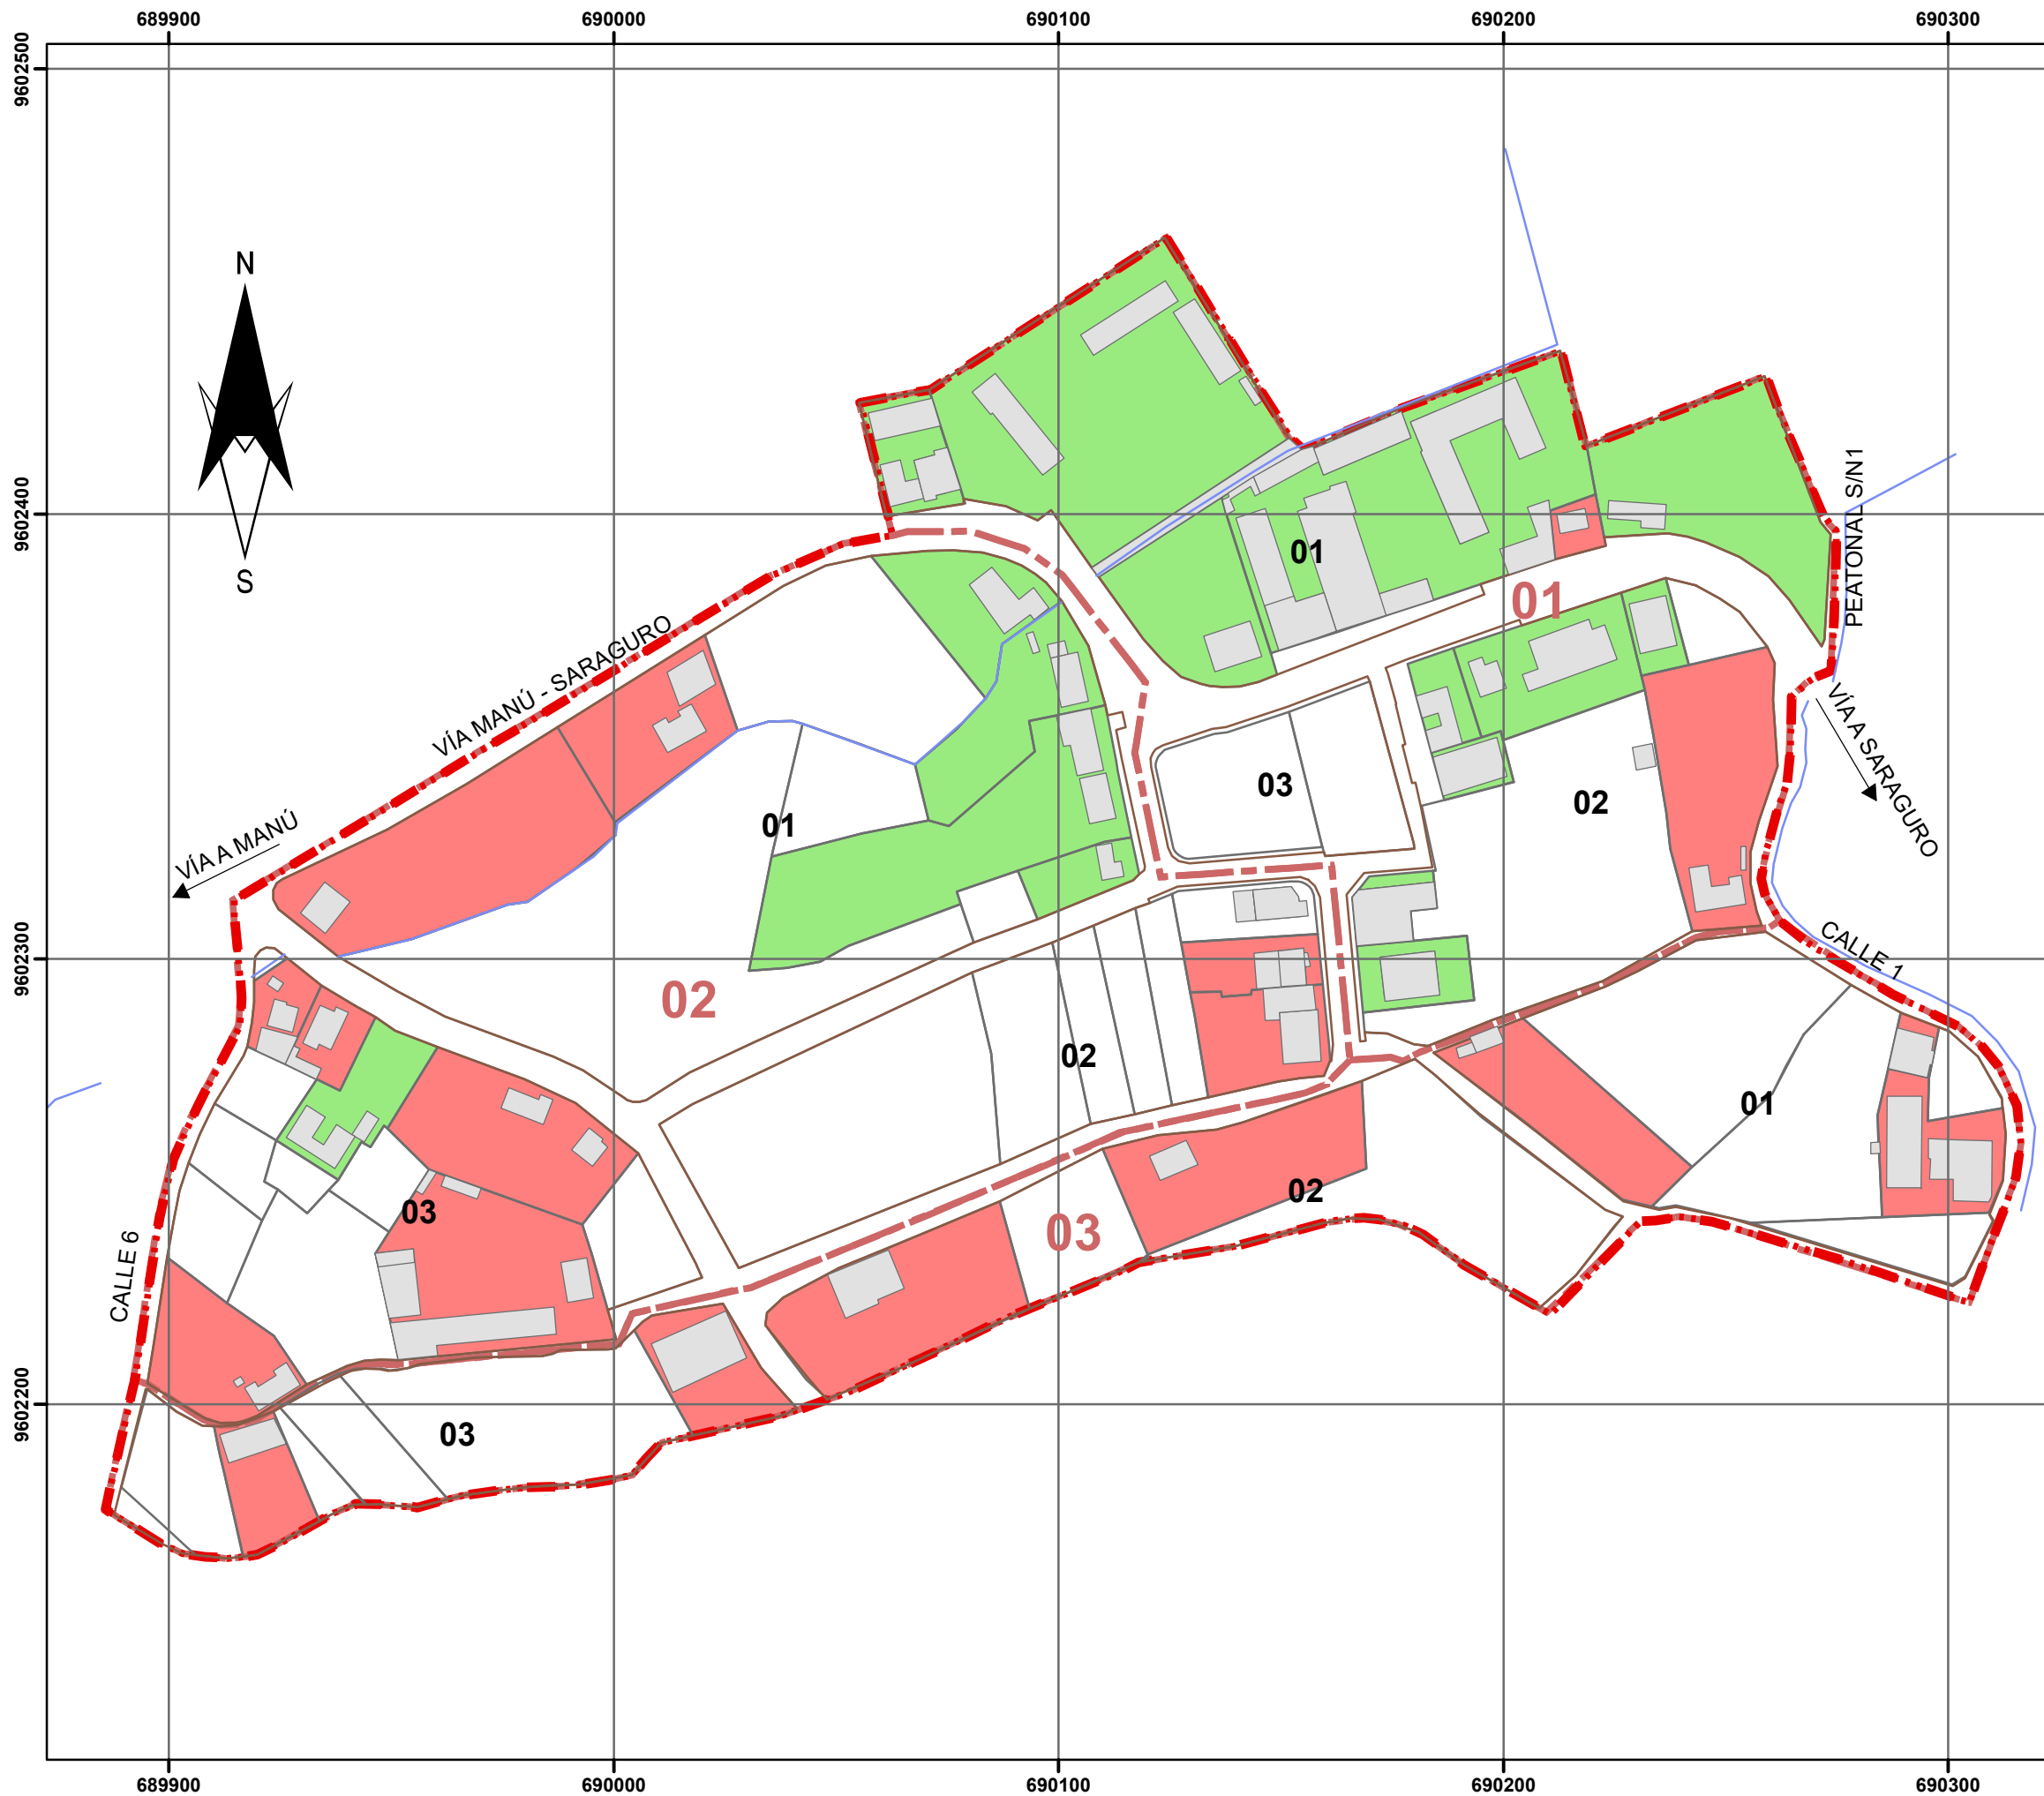 689900 690000 690100 690200 690300
9602500
N
S
9602400
PEATONAL S/N1
01
01
VÍA MANÚ - SARAGURO
VÍA A SARAGURO
03
02
01
VÍA A MANÚ
CALLE 1
9602300
02
02
01
02
03
03
CALLE 6
9602200
03
689900 690000 690100 690200 690300